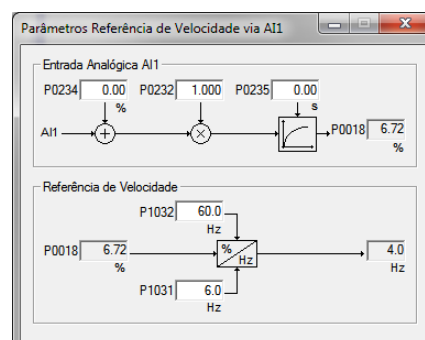 Parâmetros Referência de Velocidade via AI1
Entrada Analógica AI1
P0234 0.00 P0232 1.000 P0235 0.00
% s
AI1 + × P0018 6.72
%
Referência de Velocidade
P1032 60.0
Hz
P0018 6.72 % Hz 4.0
% Hz
P1031 6.0
Hz